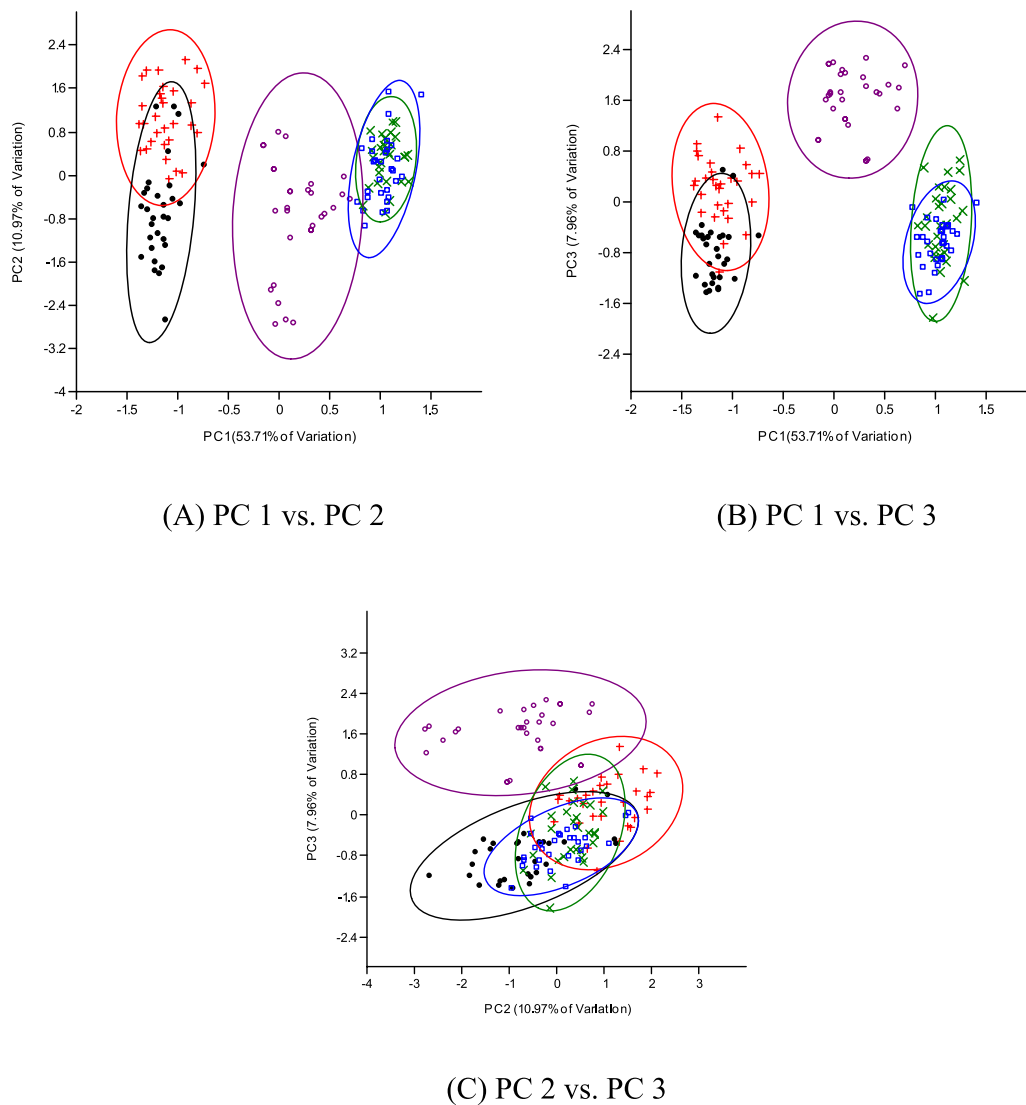 2.4
1.6
0.8
0
-0.8
-1.6
-2.4
-3.2
-4
PC2 (10.97% of Variation)
-2 -1.5 -1 -0.5 0 0.5 1 1.5
PC1(53.71%of Variation)
(A) PC 1 vs. PC 2
2.4
1.6
0.8
0
-0.8
-1.6
-2.4
PC3 (7.96% of Variation)
-2 -1.5 -1 -0.5 0 0.5 1 1.5
PC1(53.71%of Variation)
(B) PC 1 vs. PC 3
3.2
2.4
1.6
0.8
0
-0.8
-1.6
-2.4
PC3 (7.96% of Variation)
-4 -3 -2 -1 0 1 2 3
PC2 (10.97% of Variation)
(C) PC 2 vs. PC 3